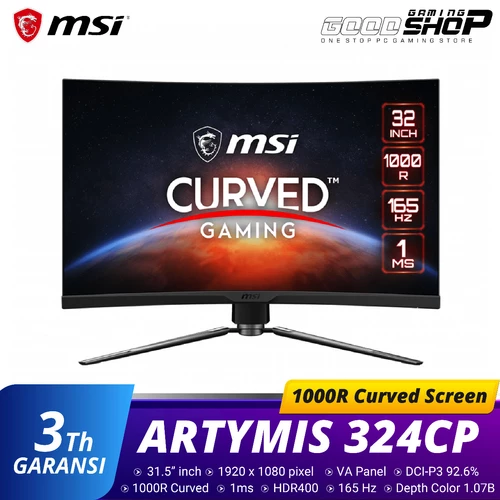 msi
GAMING
GOODSHOP
ONE STOP PC GAMING STORE
msi
CURVED™
GAMING
32
INCH
1000
R
165
HZ
1
MS
msi
1000R Curved Screen
3Th
GARANSI
ARTYMIS 324CP
31.5” inch • 1920 x 1080 pixel • VA Panel • DCI-P3 92.6%
1000R Curved • 1ms • HDR400 • 165 Hz • Depth Color 1.07B